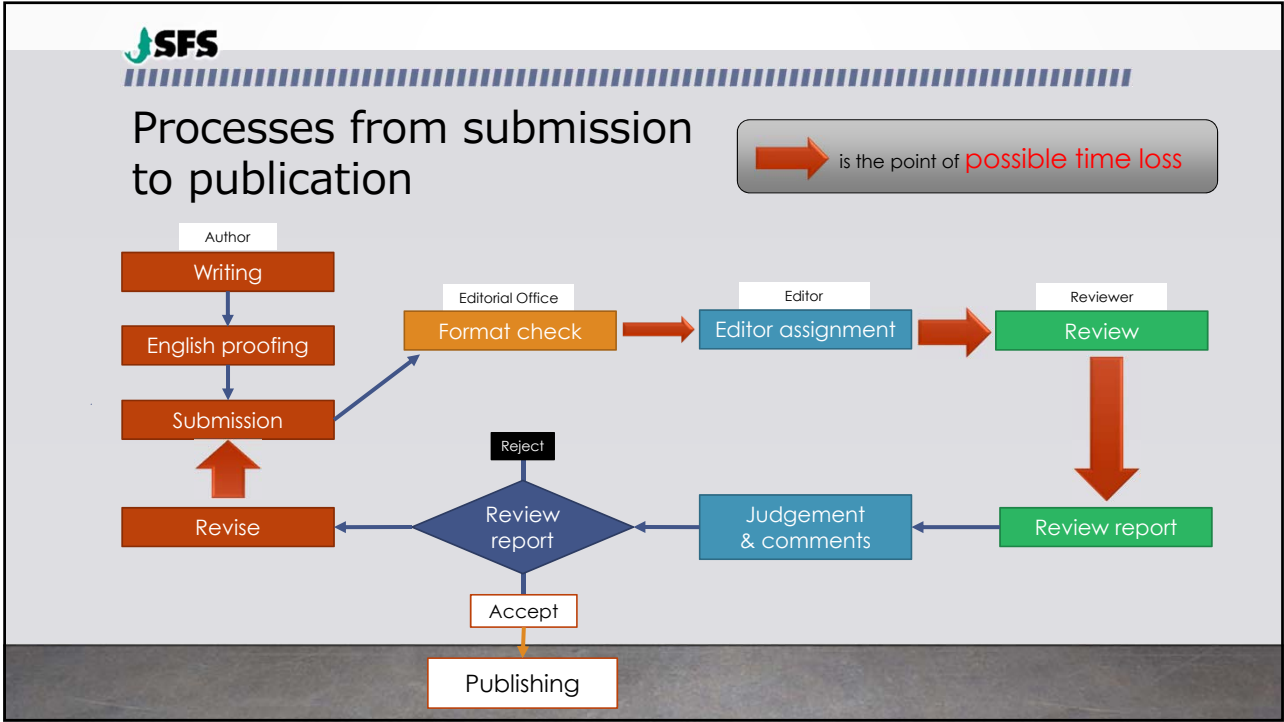 JSFS
Processes from submission
to publication
is the point of possible time loss
Author
Writing
English proofing
Submission
Editorial Office
Format check
Editor
Editor assignment
Reviewer
Review
Review report
Judgement
& comments
Reject
Review
report
Revise
Accept
Publishing